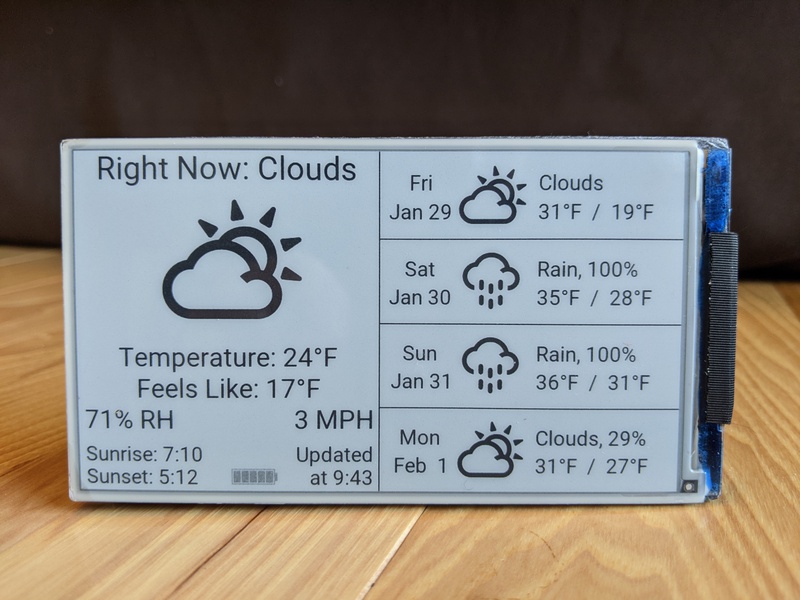 Right Now: Clouds
Temperature: 24°F
Feels Like: 17°F
71% RH
3 MPH
Sunrise: 7:10
Sunset: 5:12
Updated
at 9:43
Fri
Jan 29
Clouds
31°F / 19°F
Sat
Jan 30
Rain, 100%
35°F / 28°F
Sun
Jan 31
Rain, 100%
36°F / 31°F
Mon
Feb 1
Clouds, 29%
31°F / 27°F